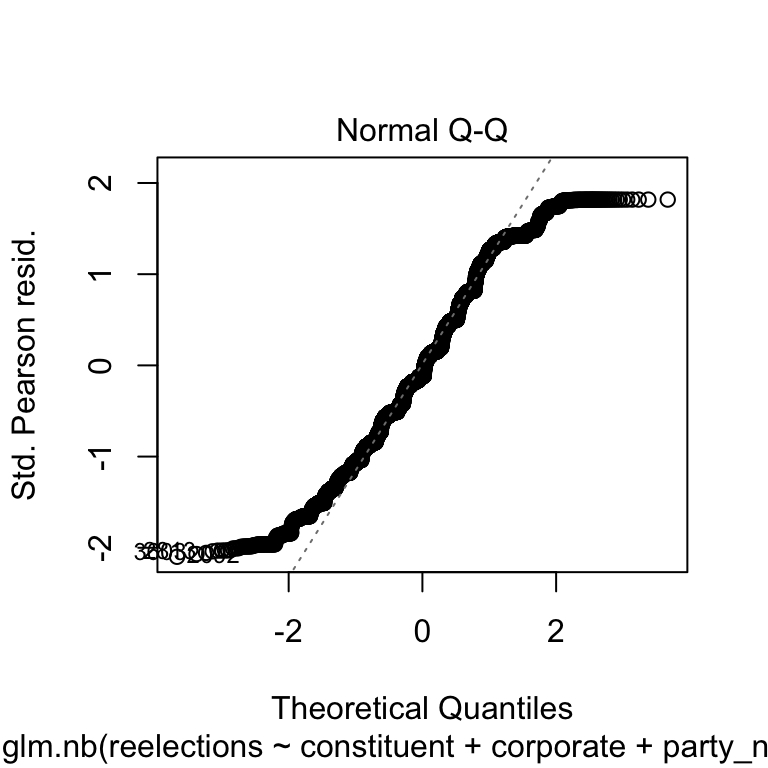 Normal Q-Q
Std. Pearson resid.
2
1
0
-1
-2
-2 0 2
Theoretical Quantiles
glm.nb(reelections ~ constituent + corporate + party_n